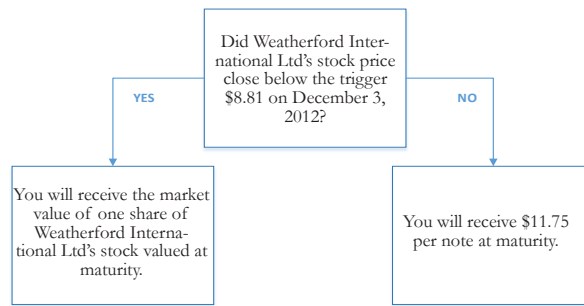 Did Weatherford Inter-
national Ltd's stock price
close below the trigger
$8.81 on December 3,
2012?
YES
NO
You will receive the market
value of one share of
Weatherford Interna-
tional Ltd's stock valued at
maturity.
You will receive $11.75
per note at maturity.